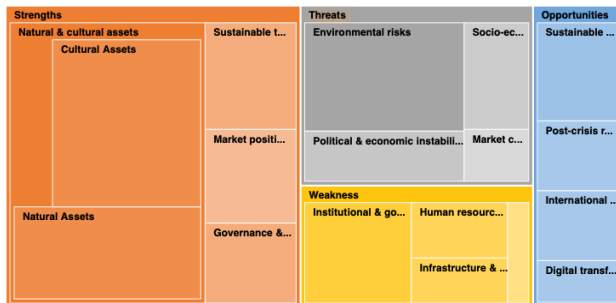 Strengths
Natural & cultural assets
Cultural Assets
Natural Assets
Sustainable t...
Market positi...
Governance &...
Threats
Environmental risks
Socio-ec...
Political & economic instabili...
Market c...
Weakness
Institutional & go...
Human resourc...
Infrastructure & ...
Opportunities
Sustainable ...
Post-crisis r...
International ...
Digital transf...